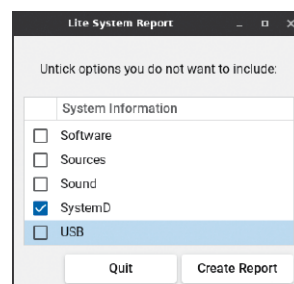 Lite System Report
Untick options you do not want to include:
System Information
Software
Sources
Sound
SystemD
USB
Quit
Create Report